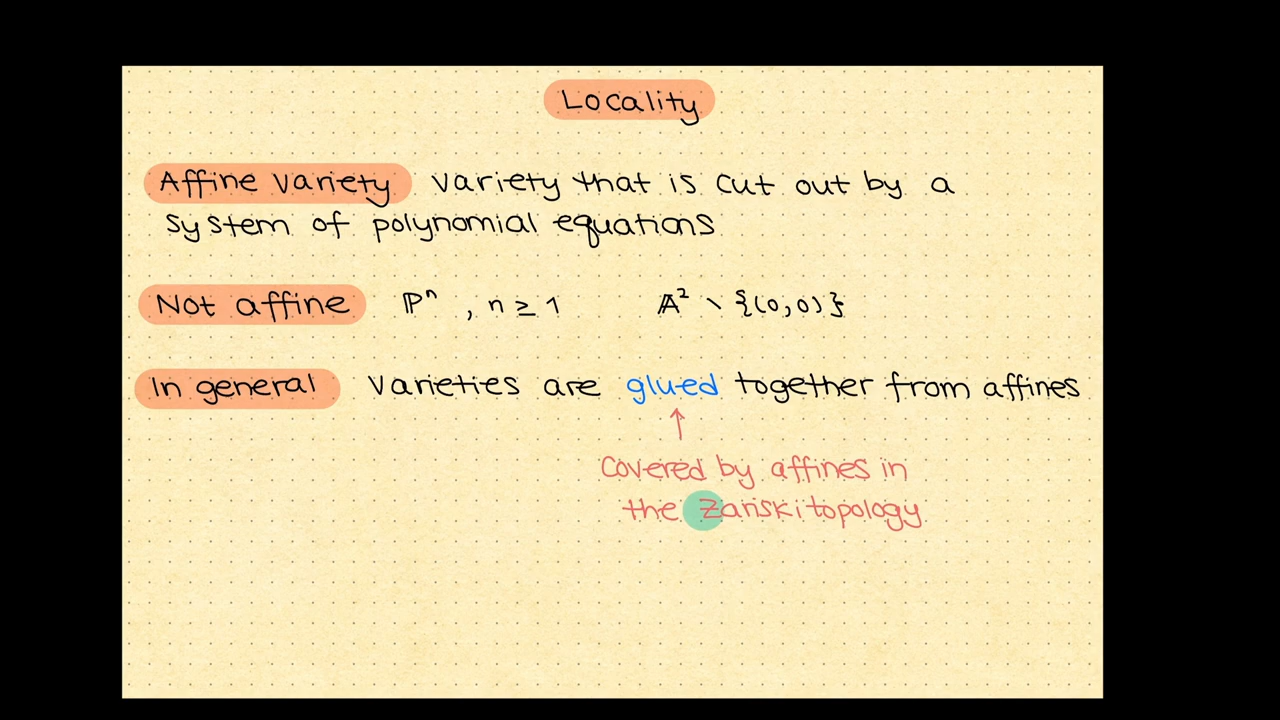 Locality
Affine variety variety that is cut out by a
system of polynomial equations
Not affine ℙⁿ , n ≥ 1 𝔸² \ {(0,0)}
In general varieties are glued together from affines
↑
Covered by affines in
the Zariski topology